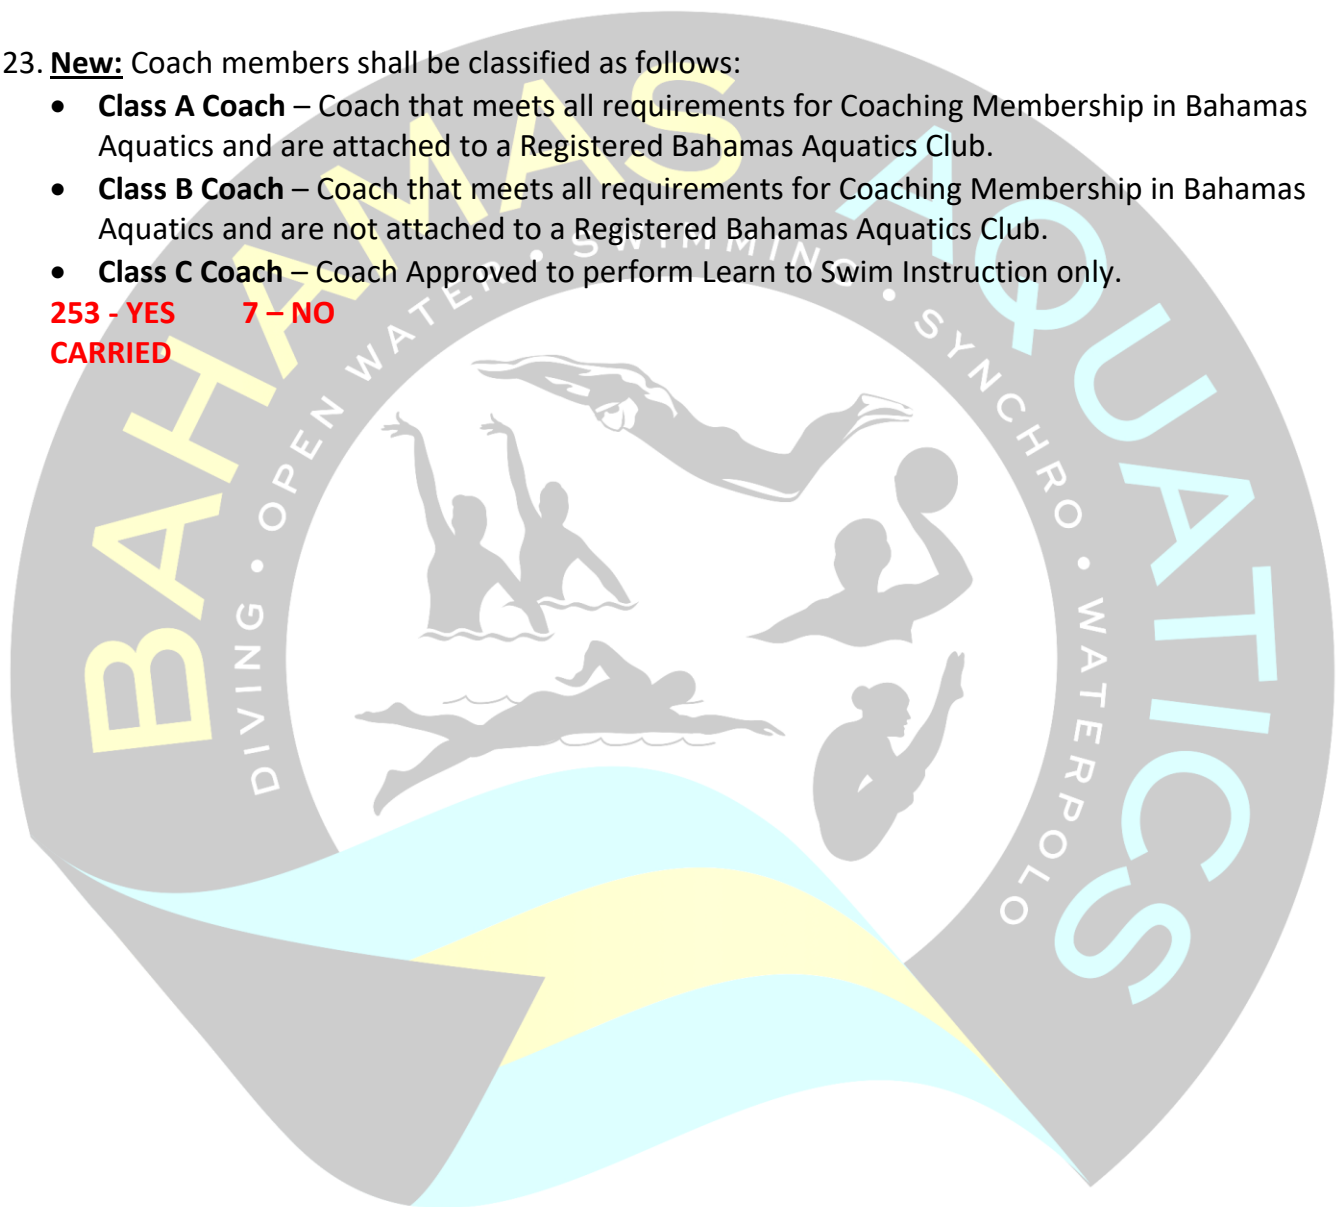 23. New: Coach members shall be classified as follows:
• Class A Coach – Coach that meets all requirements for Coaching Membership in Bahamas
Aquatics and are attached to a Registered Bahamas Aquatics Club.
• Class B Coach – Coach that meets all requirements for Coaching Membership in Bahamas
Aquatics and are not attached to a Registered Bahamas Aquatics Club.
• Class C Coach – Coach Approved to perform Learn to Swim Instruction only.
253 - YES 7 – NO
CARRIED
BAHAMAS AQUATICS
DIVING • OPEN WATER • SWIMMING • SYNCHRO • WATERPOLO